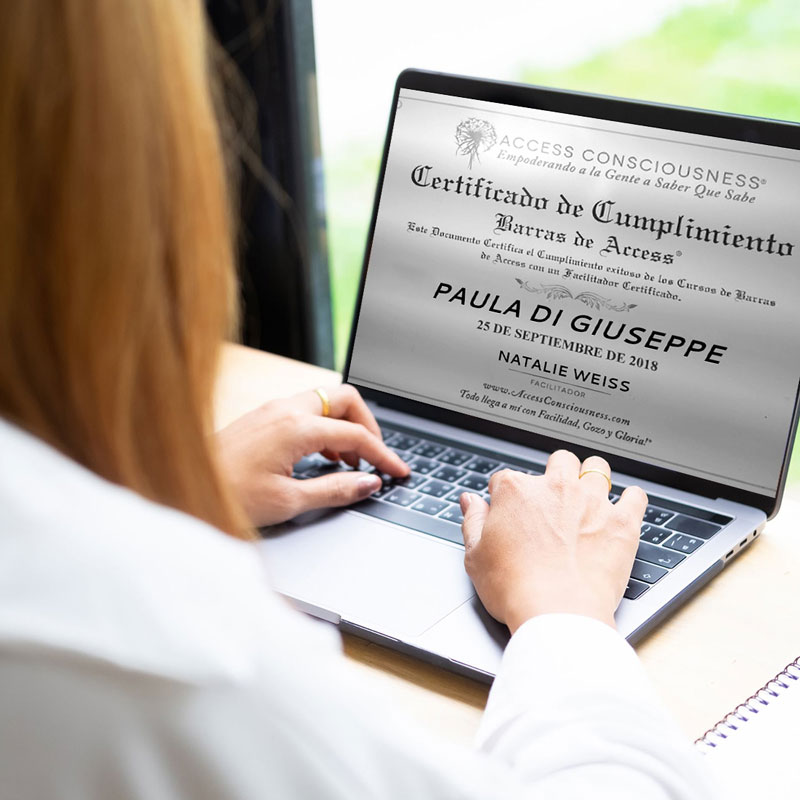 ACCESS CONSCIOUSNESS®
Empoderando a la Gente a Saber Que Sabe
Certificado de Cumplimiento
Barras de Access®
Este Documento Certifica el Cumplimiento exitoso de los Cursos de Barras
de Access con un Facilitador Certificado.
PAULA DI GIUSEPPE
25 DE SEPTIEMBRE DE 2018
NATALIE WEISS
FACILITADOR
www.AccessConsciousness.com
Todo llega a mí con Facilidad, Gozo y Gloria!®